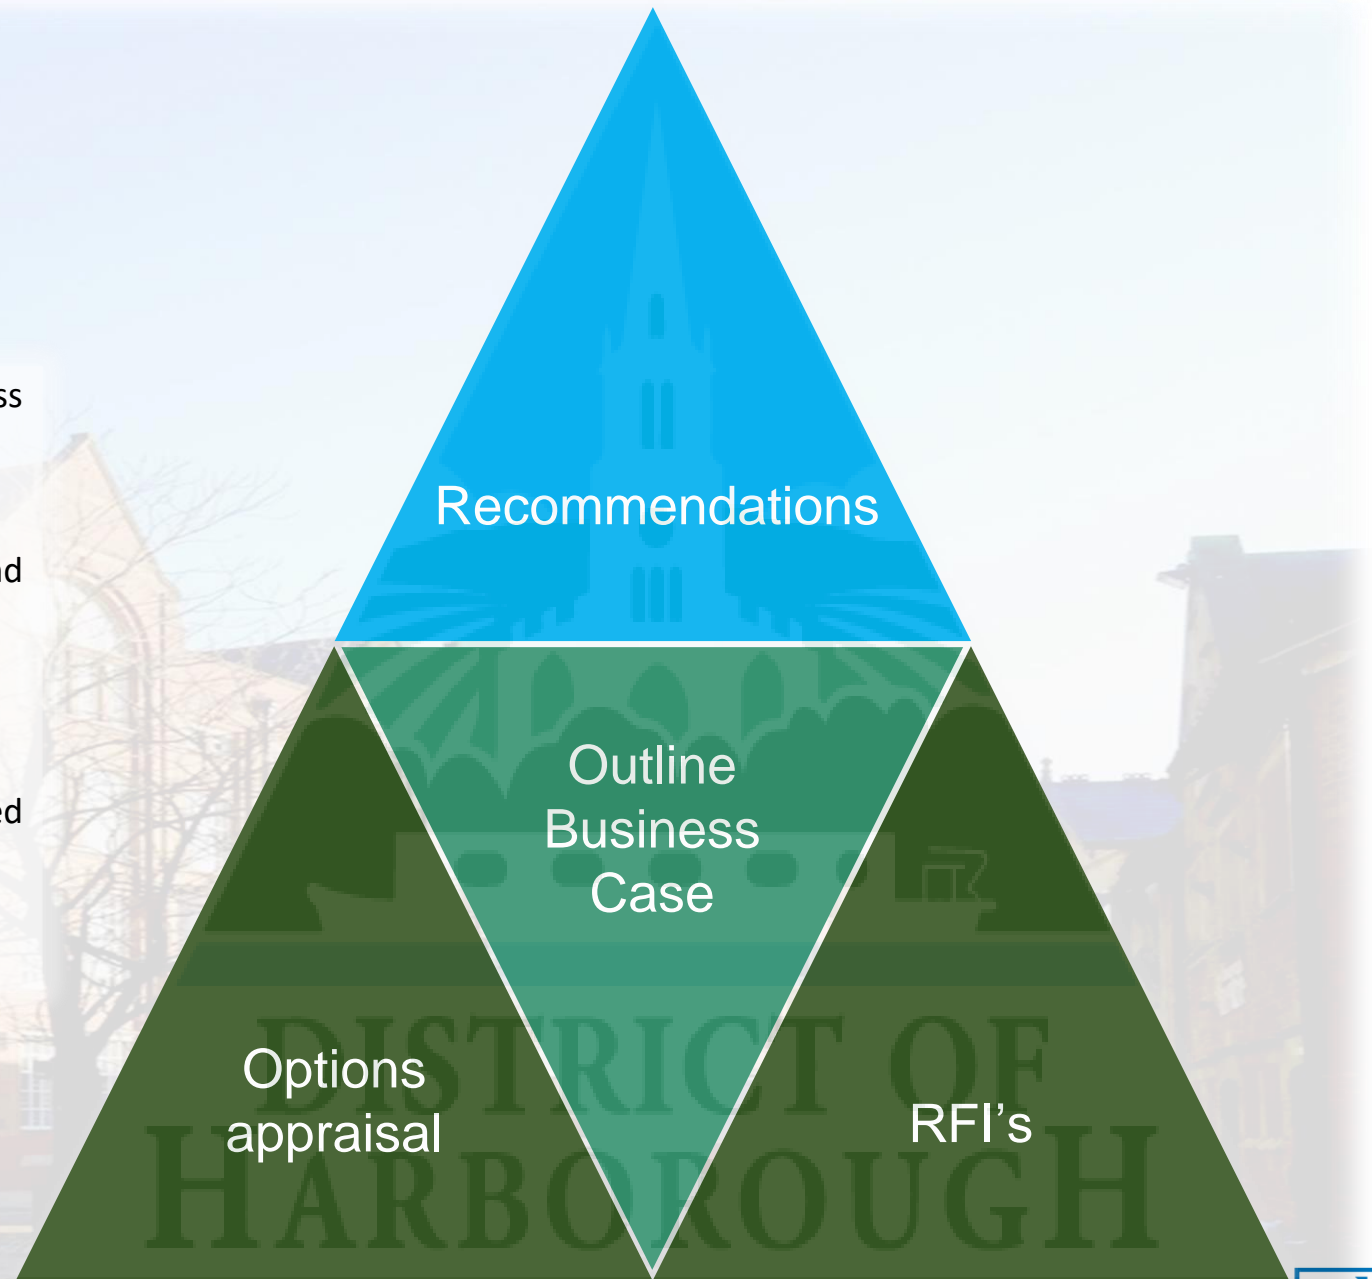 Recommendations
Outline
Business
Case
Options
appraisal
RFI's
DISTRICT OF
HARBOROUGH